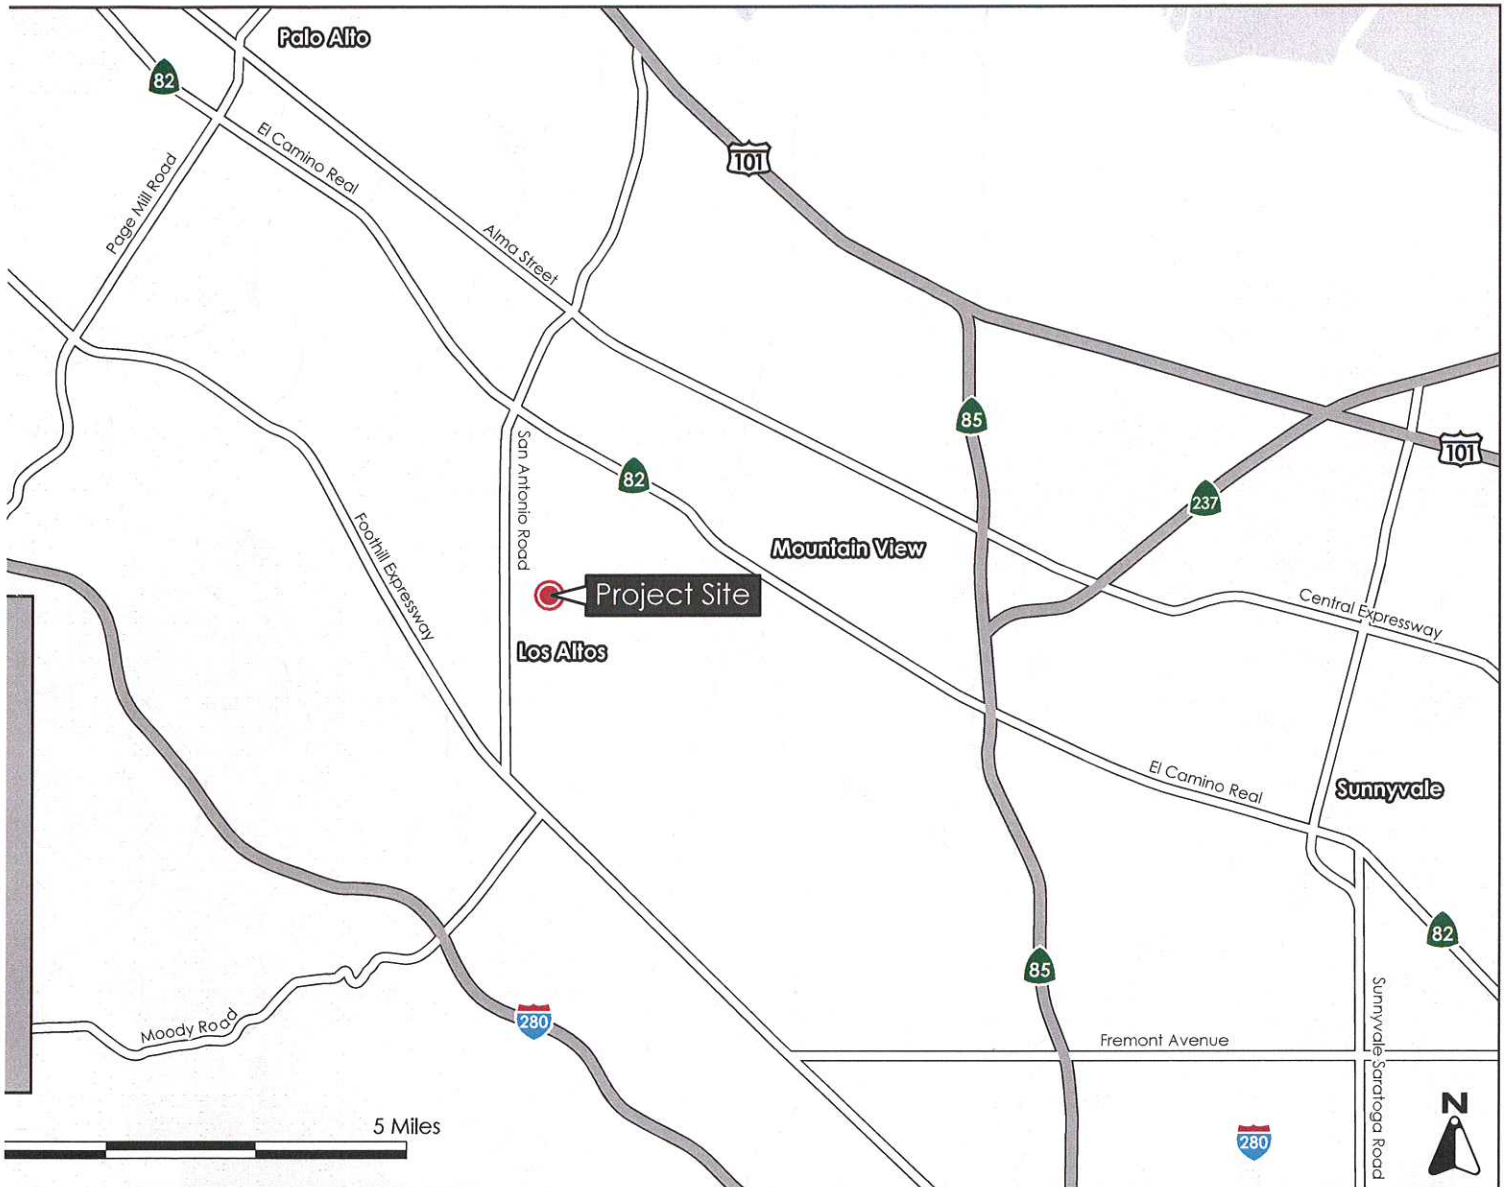 Palo Alto
82
101
El Camino Real
Page Mill Road
Alma Street
85
101
San Antonio Road
82
237
Foothill Expressway
Mountain View
Project Site
Central Expressway
Los Altos
El Camino Real
Sunnyvale
82
85
Moody Road
280
Fremont Avenue
Sunnyvale Saratoga Road
5 Miles
280
N